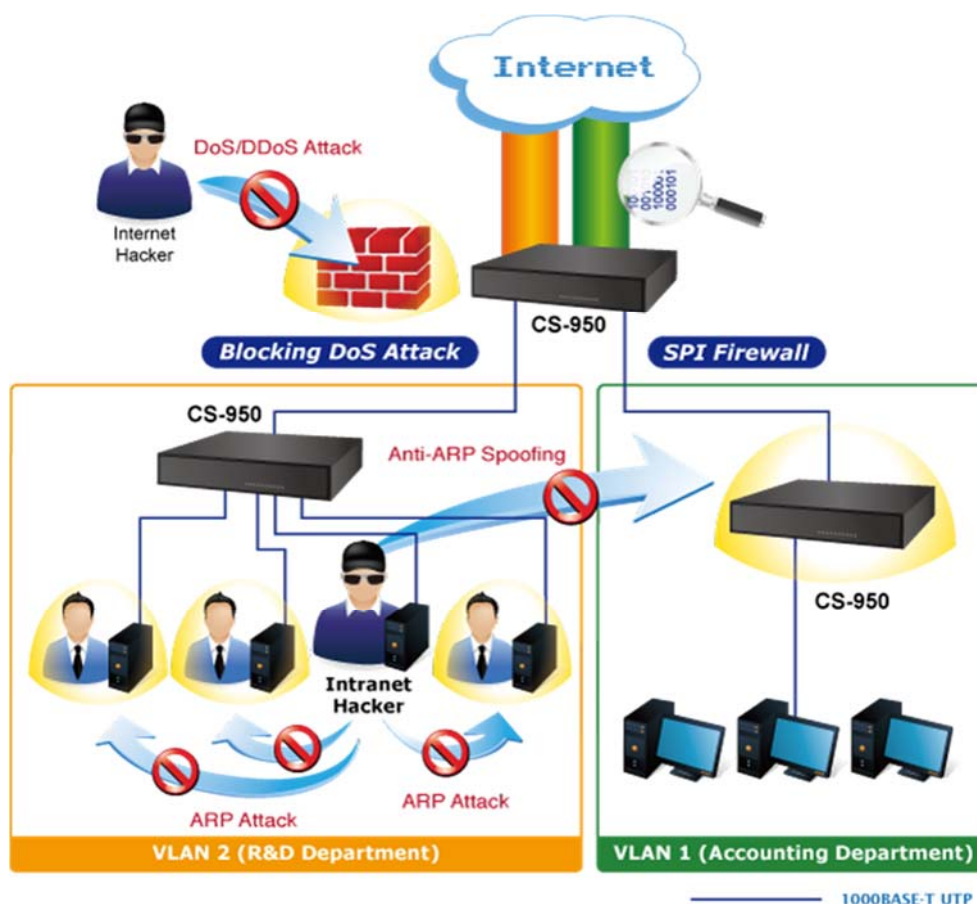 Internet
DoS/DDoS Attack
Internet
Hacker
CS-950
Blocking DoS Attack
SPI Firewall
CS-950
Anti-ARP Spoofing
CS-950
Intranet
Hacker
ARP Attack
ARP Attack
VLAN 2 (R&D Department)
VLAN 1 (Accounting Department)
1000BASE-T UTP